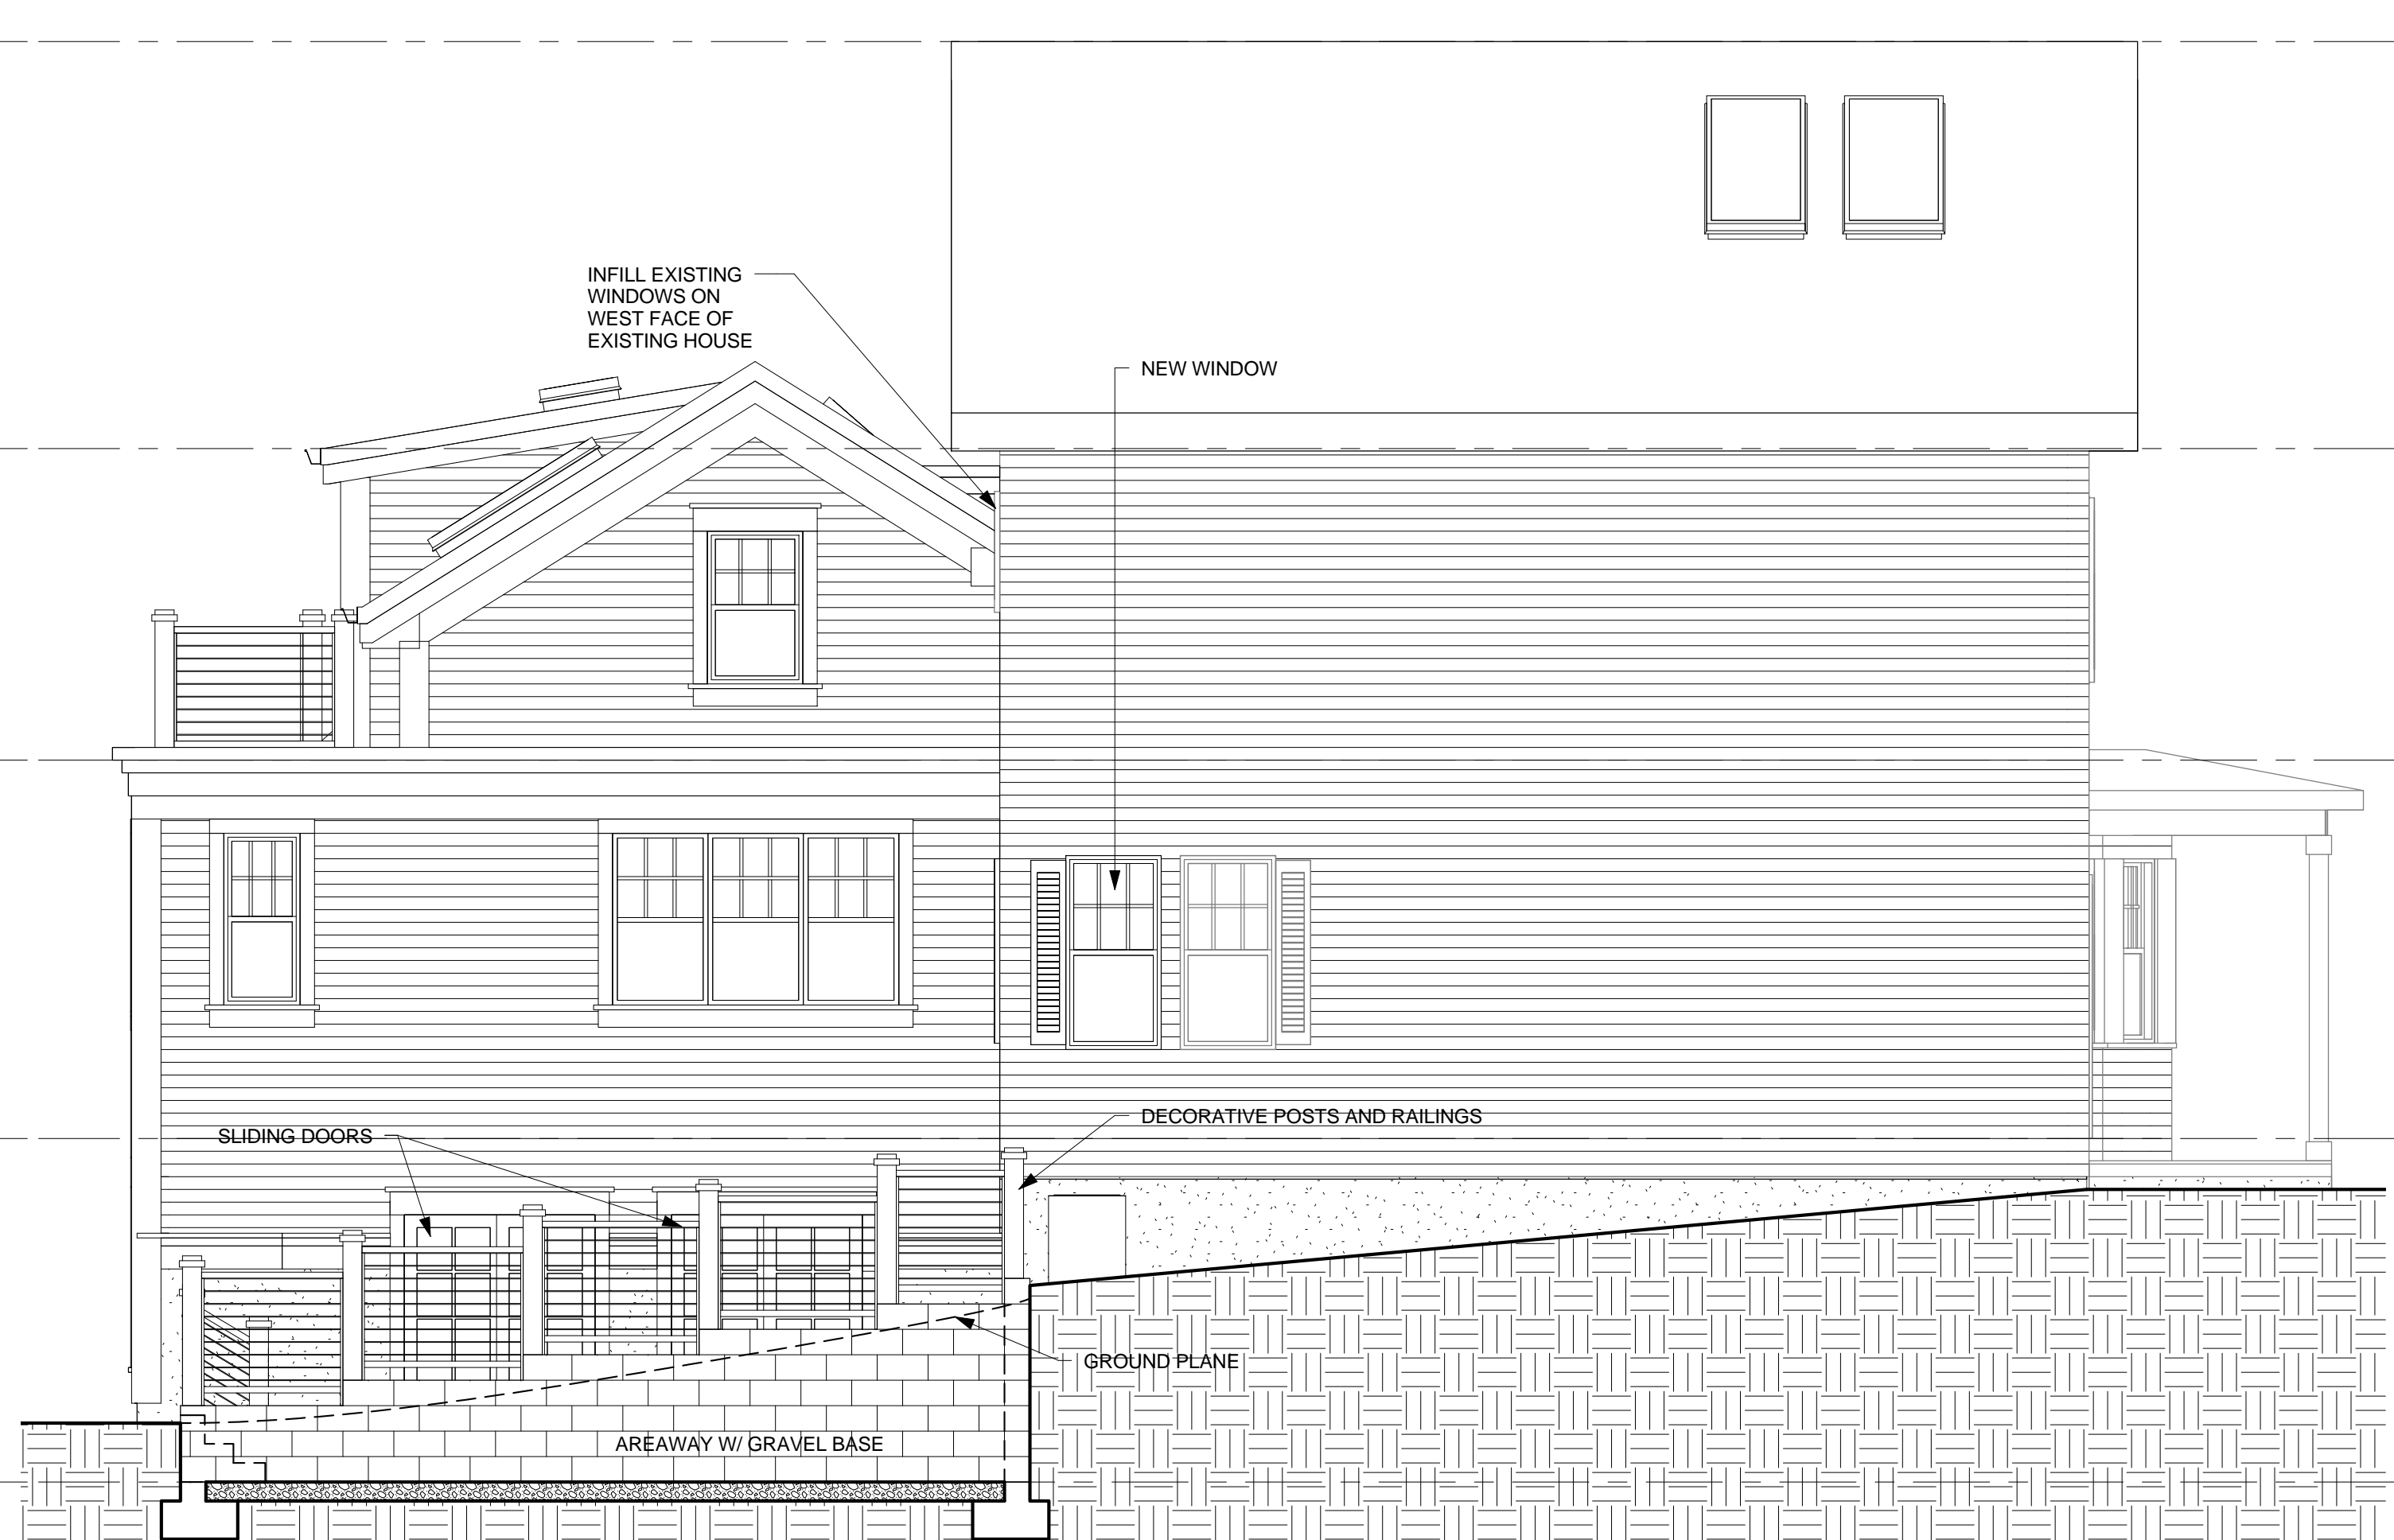 INFILL EXISTING
WINDOWS ON
WEST FACE OF
EXISTING HOUSE
NEW WINDOW
DECORATIVE POSTS AND RAILINGS
SLIDING DOORS
GROUND PLANE
AREAWAY W/ GRAVEL BASE